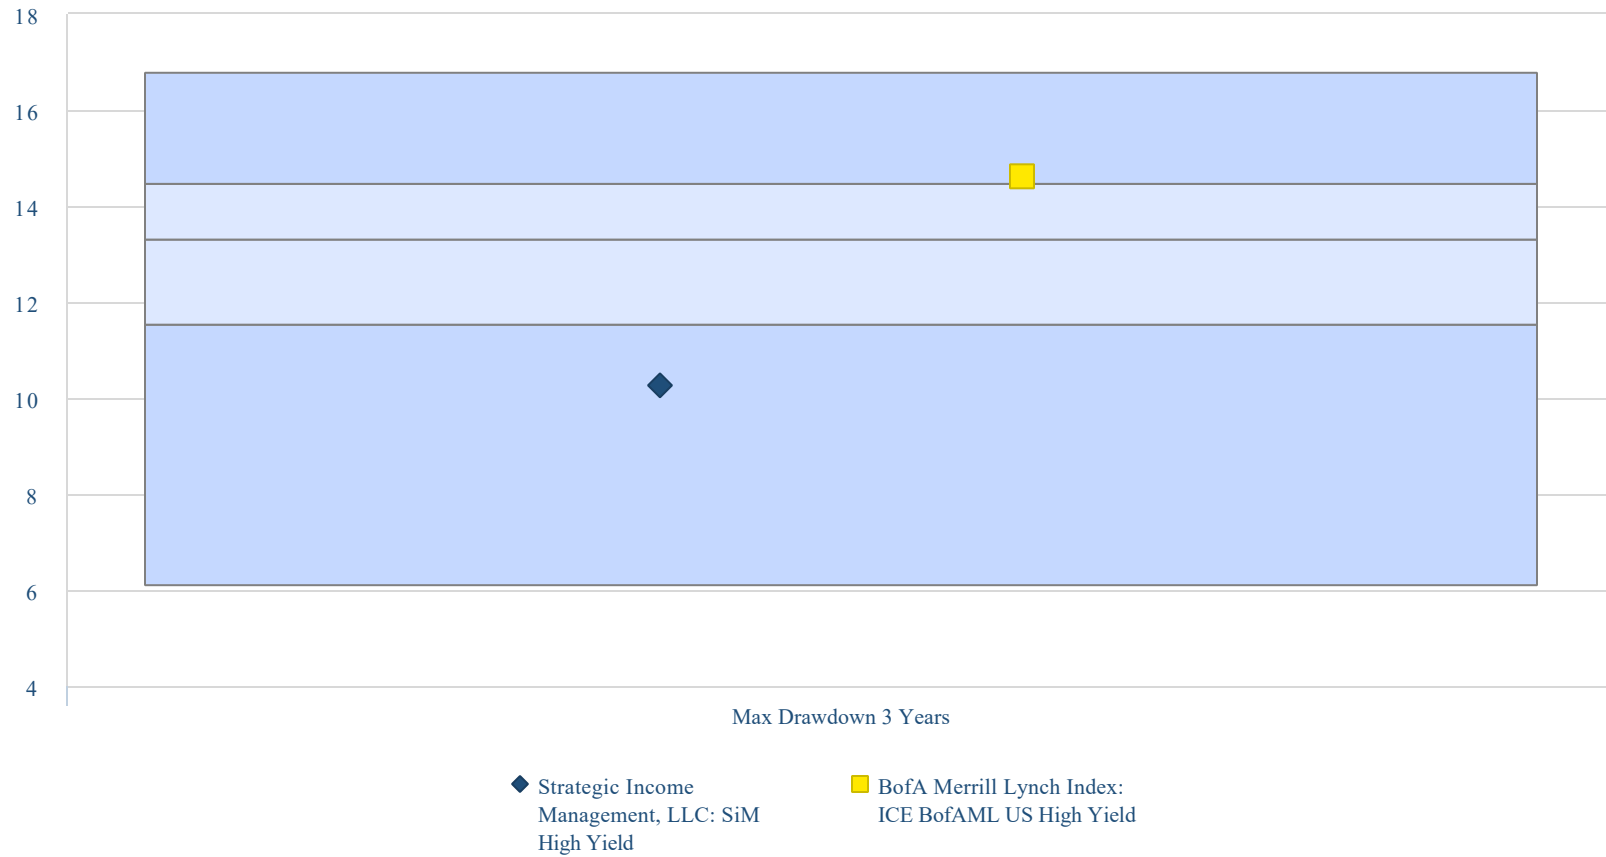 18
16
14
12
10
8
6
4
Max Drawdown 3 Years
Strategic Income
Management, LLC: SiM
High Yield
BofA Merrill Lynch Index:
ICE BofAML US High Yield